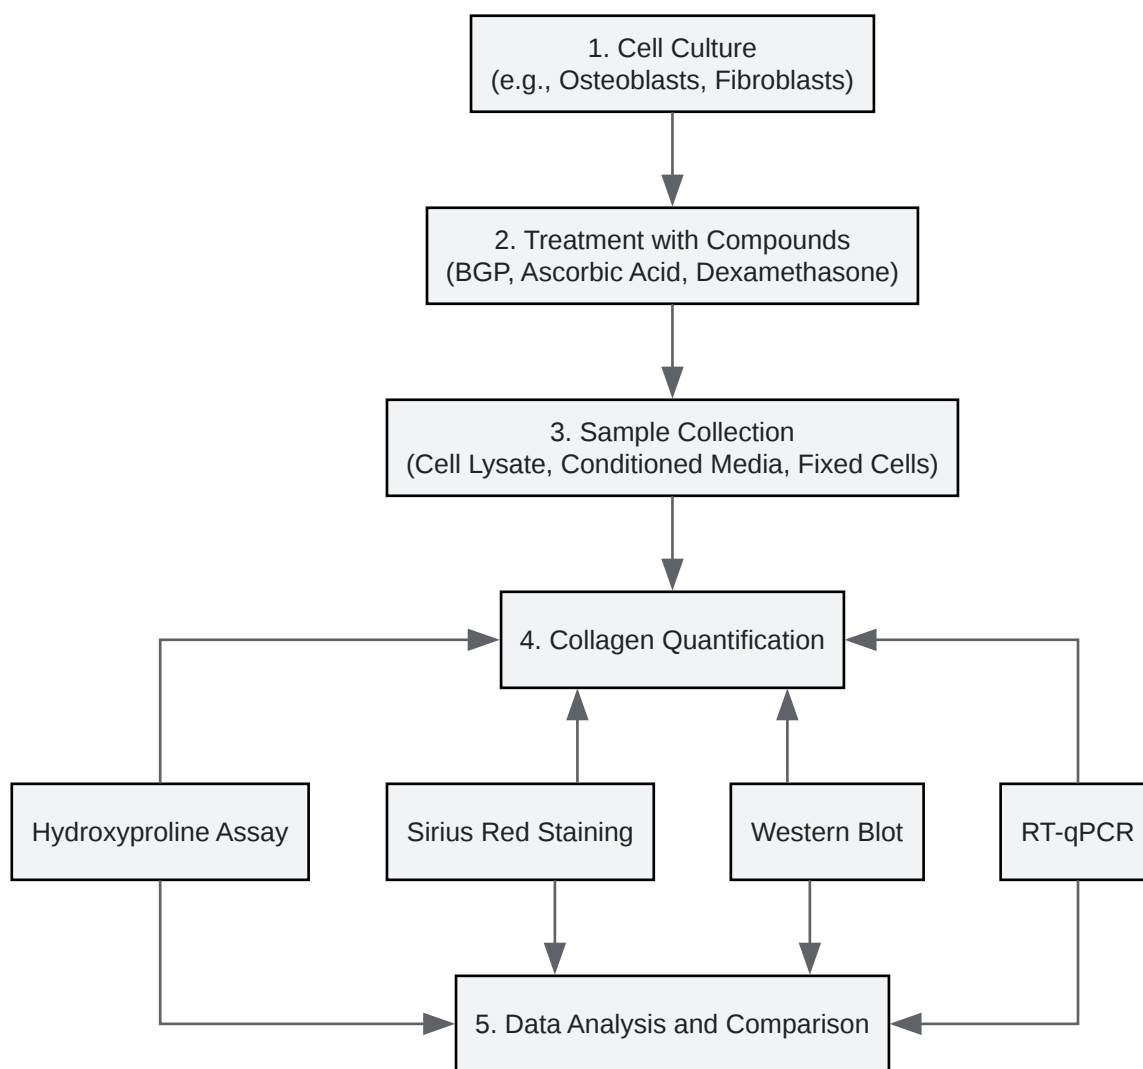 1. Cell Culture
(e.g., Osteoblasts, Fibroblasts)
2. Treatment with Compounds
(BGP, Ascorbic Acid, Dexamethasone)
3. Sample Collection
(Cell Lysate, Conditioned Media, Fixed Cells)
4. Collagen Quantification
Hydroxyproline Assay
Sirius Red Staining
Western Blot
RT-qPCR
5. Data Analysis and Comparison